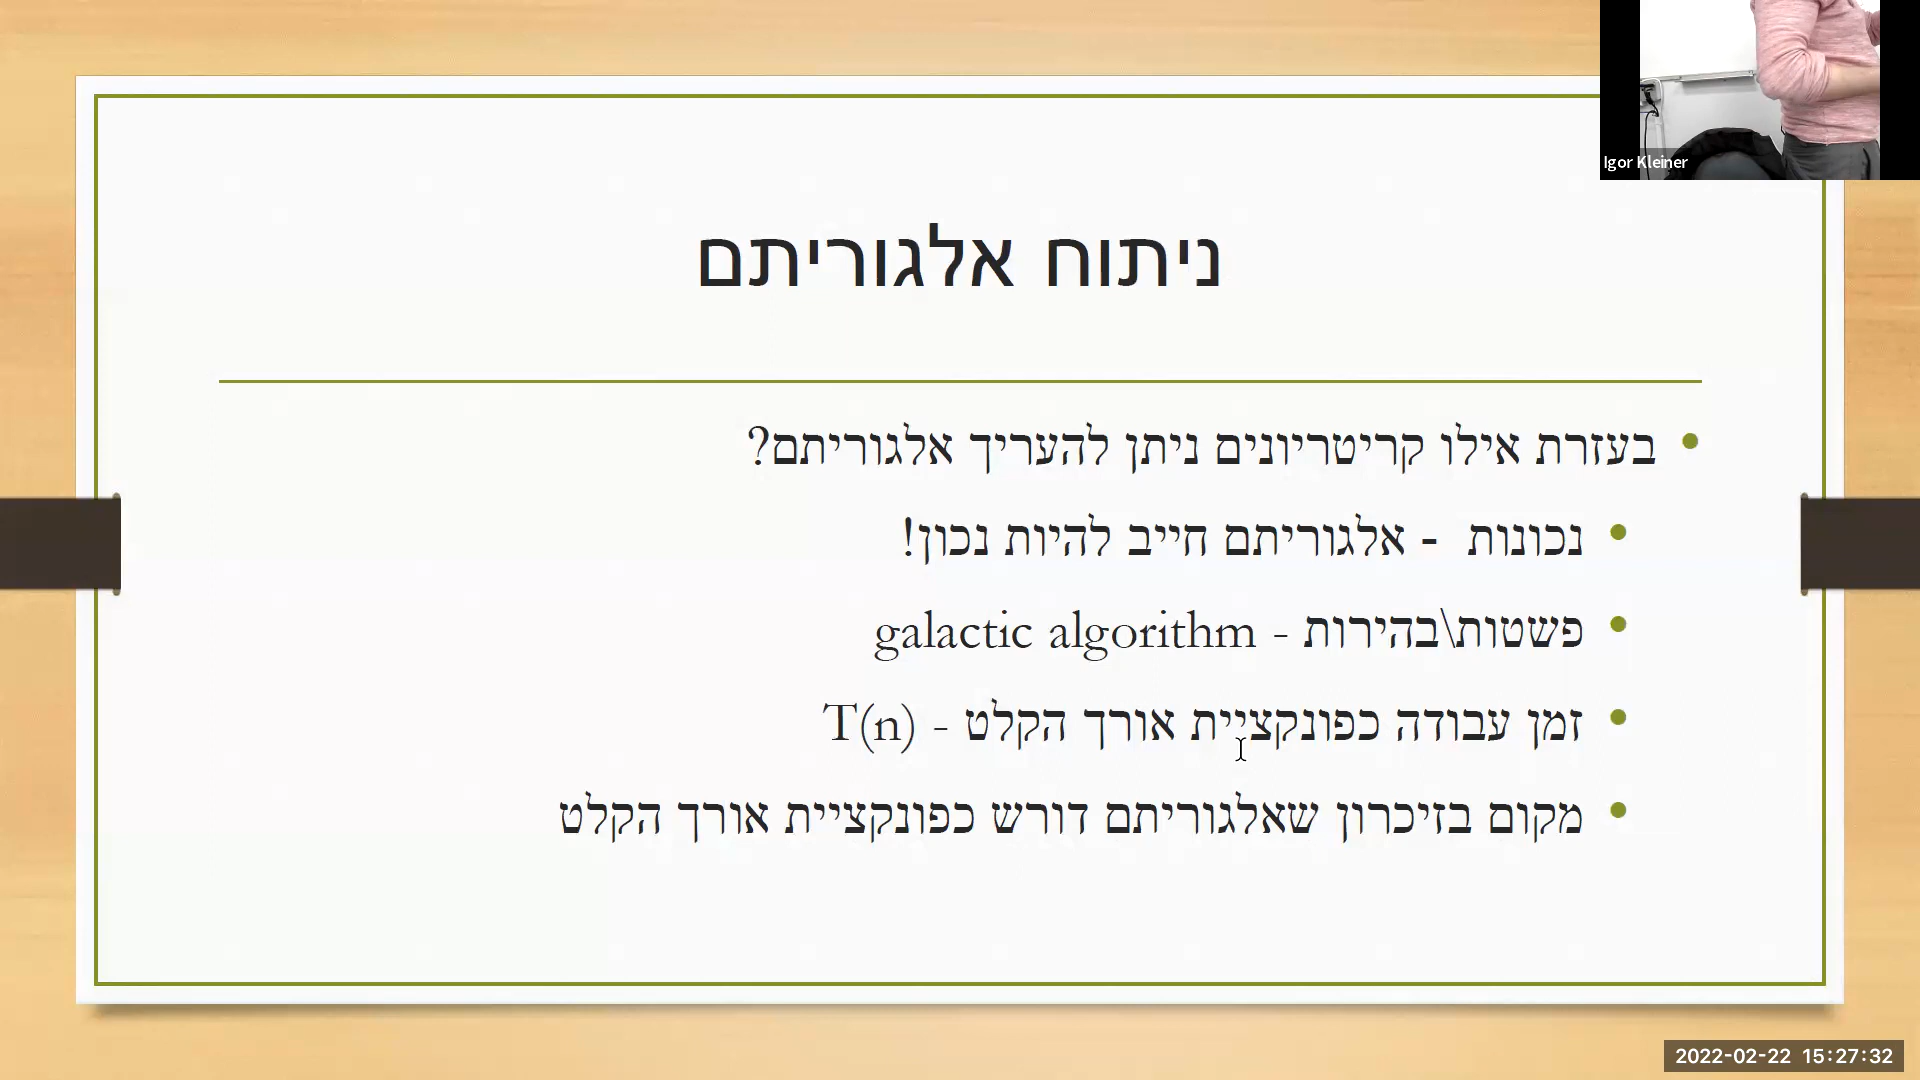 Igor Kleiner
ניתוח אלגוריתם
בעזרת אילו קריטריונים ניתן להעריך אלגוריתם?
נכונות - אלגוריתם חייב להיות נכון!
פשטות\בהירות - galactic algorithm
זמן עבודה כפונקציית אורך הקלט - T(n)
מקום בזיכרון שאלגוריתם דורש כפונקציית אורך הקלט
2022-02-22 15:27:32